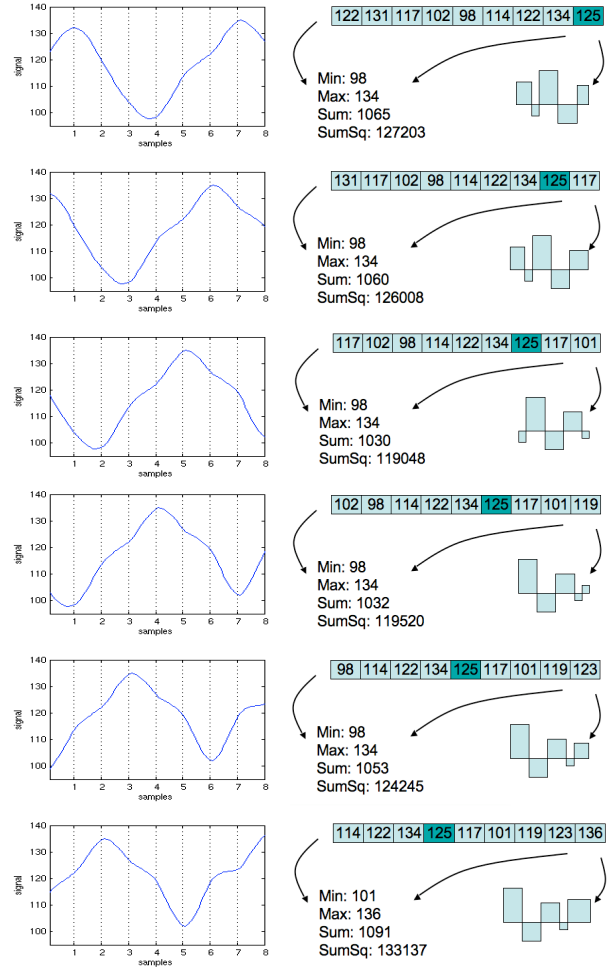 140
130
120
110
100
signal
1 2 3 4 5 6 7 8
samples
122 131 117 102 98 114 122 134 125
Min: 98
Max: 134
Sum: 1065
SumSq: 127203
140
130
120
110
100
signal
1 2 3 4 5 6 7 8
samples
131 117 102 98 114 122 134 125 117
Min: 98
Max: 134
Sum: 1060
SumSq: 126008
140
130
120
110
100
signal
1 2 3 4 5 6 7 8
samples
117 102 98 114 122 134 125 117 101
Min: 98
Max: 134
Sum: 1030
SumSq: 119048
140
130
120
110
100
signal
1 2 3 4 5 6 7 8
samples
102 98 114 122 134 125 117 101 119
Min: 98
Max: 134
Sum: 1032
SumSq: 119520
140
130
120
110
100
signal
1 2 3 4 5 6 7 8
samples
98 114 122 134 125 117 101 119 123
Min: 98
Max: 134
Sum: 1053
SumSq: 124245
140
130
120
110
100
signal
1 2 3 4 5 6 7 8
samples
114 122 134 125 117 101 119 123 136
Min: 101
Max: 136
Sum: 1091
SumSq: 133137